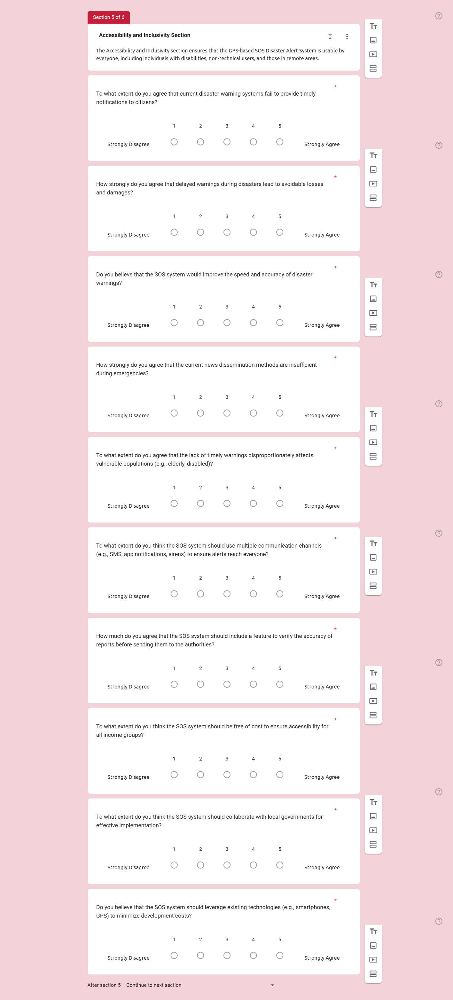 Section 5 of 6
Accessibility and Inclusivity Section
The Accessibility and Inclusivity section ensures that the GPS-based SOS Disaster Alert System is usable by
everyone, including individuals with disabilities, non-technical users, and those in remote areas.
*
To what extent do you agree that current disaster warning systems fail to provide timely
notifications to citizens?
1 2 3 4 5
Strongly Disagree Strongly Agree
*
How strongly do you agree that delayed warnings during disasters lead to avoidable losses
and damages?
1 2 3 4 5
Strongly Disagree Strongly Agree
*
Do you believe that the SOS system would improve the speed and accuracy of disaster
warnings?
1 2 3 4 5
Strongly Disagree Strongly Agree
*
How strongly do you agree that the current news dissemination methods are insufficient
during emergencies?
1 2 3 4 5
Strongly Disagree Strongly Agree
*
To what extent do you agree that the lack of timely warnings disproportionately affects
vulnerable populations (e.g., elderly, disabled)?
1 2 3 4 5
Strongly Disagree Strongly Agree
*
To what extent do you think the SOS system should use multiple communication channels
(e.g., SMS, app notifications, sirens) to ensure alerts reach everyone?
1 2 3 4 5
Strongly Disagree Strongly Agree
*
How much do you agree that the SOS system should include a feature to verify the accuracy of
reports before sending them to the authorities?
1 2 3 4 5
Strongly Disagree Strongly Agree
*
To what extent do you think the SOS system should be free of cost to ensure accessibility for
all income groups?
1 2 3 4 5
Strongly Disagree Strongly Agree
*
To what extent do you think the SOS system should collaborate with local governments for
effective implementation?
1 2 3 4 5
Strongly Disagree Strongly Agree
*
Do you believe that the SOS system should leverage existing technologies (e.g., smartphones,
GPS) to minimize development costs?
1 2 3 4 5
Strongly Disagree Strongly Agree
After section 5 Continue to next section